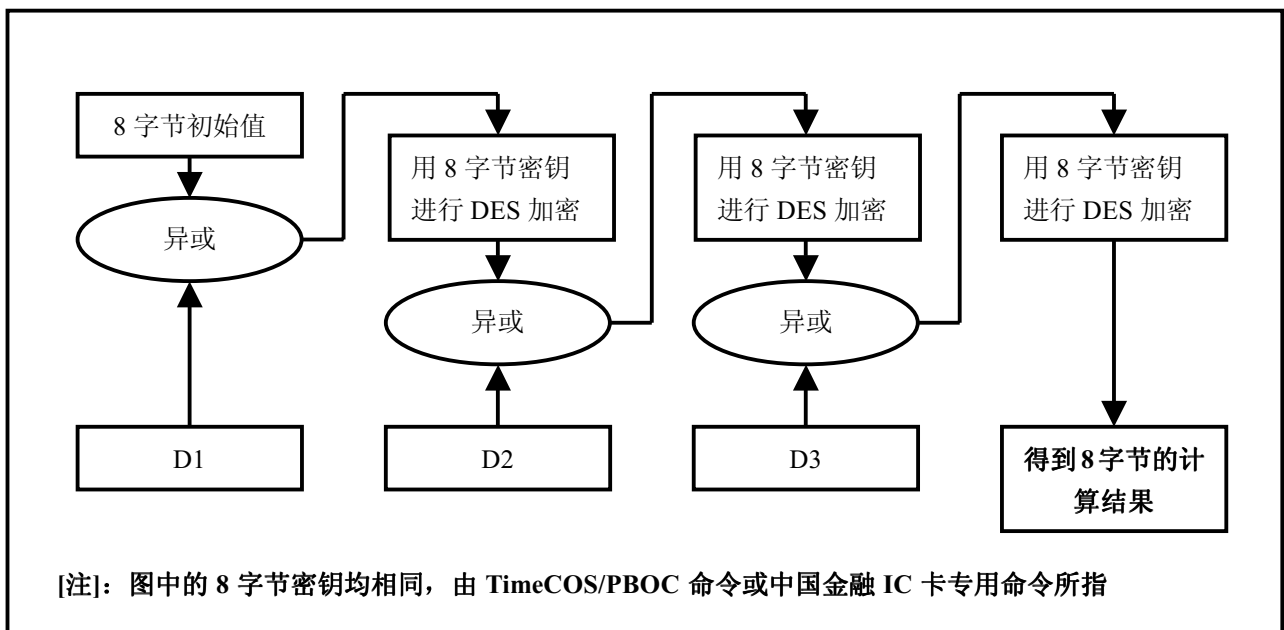 8 字节初始值
异或
D1
用 8 字节密钥
进行 DES 加密
异或
D2
用 8 字节密钥
进行 DES 加密
异或
D3
用 8 字节密钥
进行 DES 加密
得到 8 字节的计
算结果
[注]：图中的 8 字节密钥均相同，由 TimeCOS/PBOC 命令或中国金融 IC 卡专用命令所指